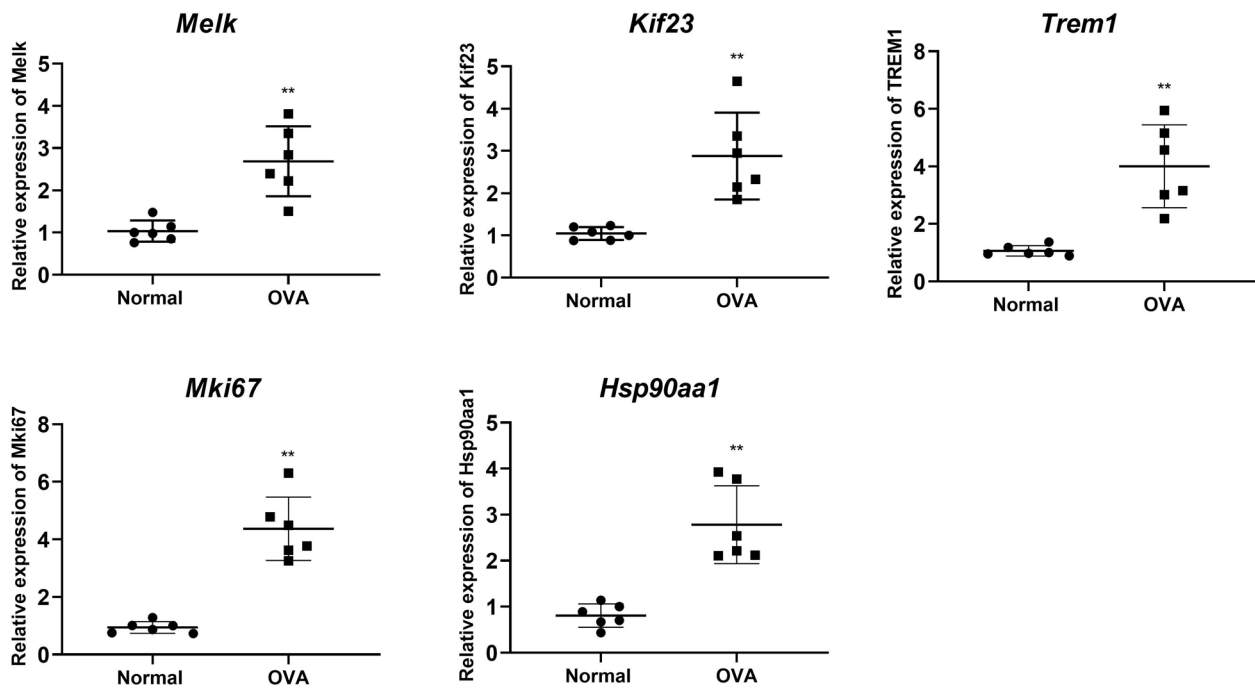 Melk
Relative expression of Melk
5
4
3
2
1
0
**
Normal OVA
Kif23
Relative expression of Kif23
5
4
3
2
1
0
**
Normal OVA
Trem1
Relative expression of TREM1
8
6
4
2
0
**
Normal OVA
Mki67
Relative expression of Mki67
8
6
4
2
0
**
Normal OVA
Hsp90aa1
Relative expression of Hsp90aa1
5
4
3
2
1
0
**
Normal OVA